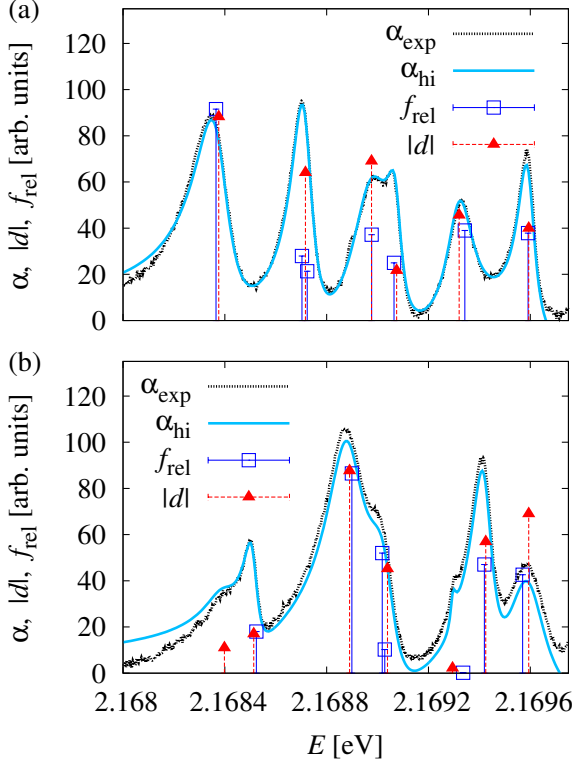 (a)
α, |d|, f_rel [arb. units]
120
100
80
60
40
20
0
α_exp
α_hi
f_rel
|d|
(b)
α, |d|, f_rel [arb. units]
120
100
80
60
40
20
0
α_exp
α_hi
f_rel
|d|
2.168 2.1684 2.1688 2.1692 2.1696
E [eV]